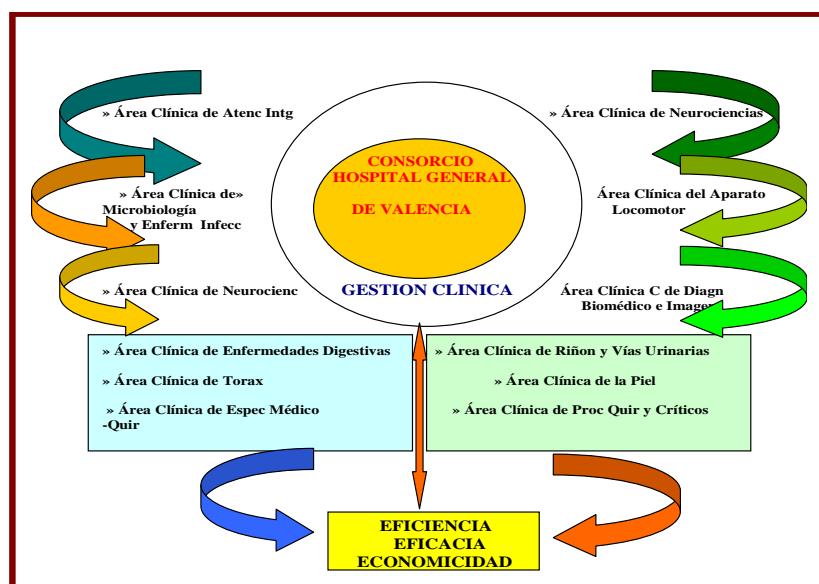 » Área Clínica de Atenc Intg
» Área Clínica de»
Microbiología
y Enferm Infecc
» Área Clínica de Neurocienc
CONSORCIO
HOSPITAL GENERAL
DE VALENCIA
GESTION CLINICA
» Área Clínica de Neurociencias
Área Clínica del Aparato
Locomotor
Área Clínica C de Diagn
Biomédico e Imagen
» Área Clínica de Enfermedades Digestivas
» Área Clínica de Torax
» Área Clínica de Espec Médico
-Quir
» Área Clínica de Riñon y Vías Urinarias
» Área Clínica de la Piel
» Área Clínica de Proc Quir y Críticos
EFICIENCIA
EFICACIA
ECONOMICIDAD